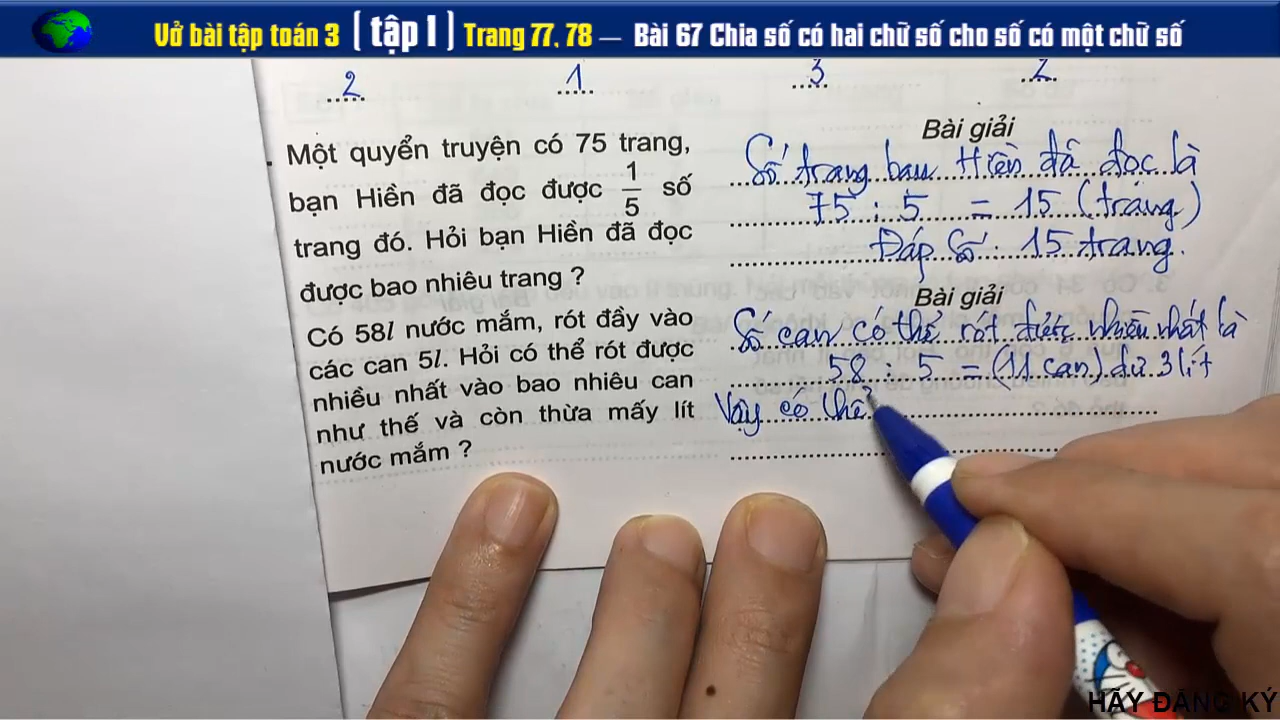 Vở bài tập toán 3 ( tập 1 ) Trang 77, 78 — Bài 67 Chia số có hai chữ số cho số có một chữ số
2 1 3 2
Một quyển truyện có 75 trang,
bạn Hiền đã đọc được 1/5 số
trang đó. Hỏi bạn Hiền đã đọc
được bao nhiêu trang ?
Bài giải
Số trang bạn Hiền đã đọc là
75 : 5 = 15 (trang)
Đáp số: 15 trang.
Có 58l nước mắm, rót đầy vào
các can 5l. Hỏi có thể rót được
nhiều nhất vào bao nhiêu can
như thế và còn thừa mấy lít
nước mắm ?
Bài giải
Số can có thể rót được nhiều nhất là
58 : 5 = (11 can) dư 3 lít
Vậy có thể
HÃY ĐĂNG KÝ